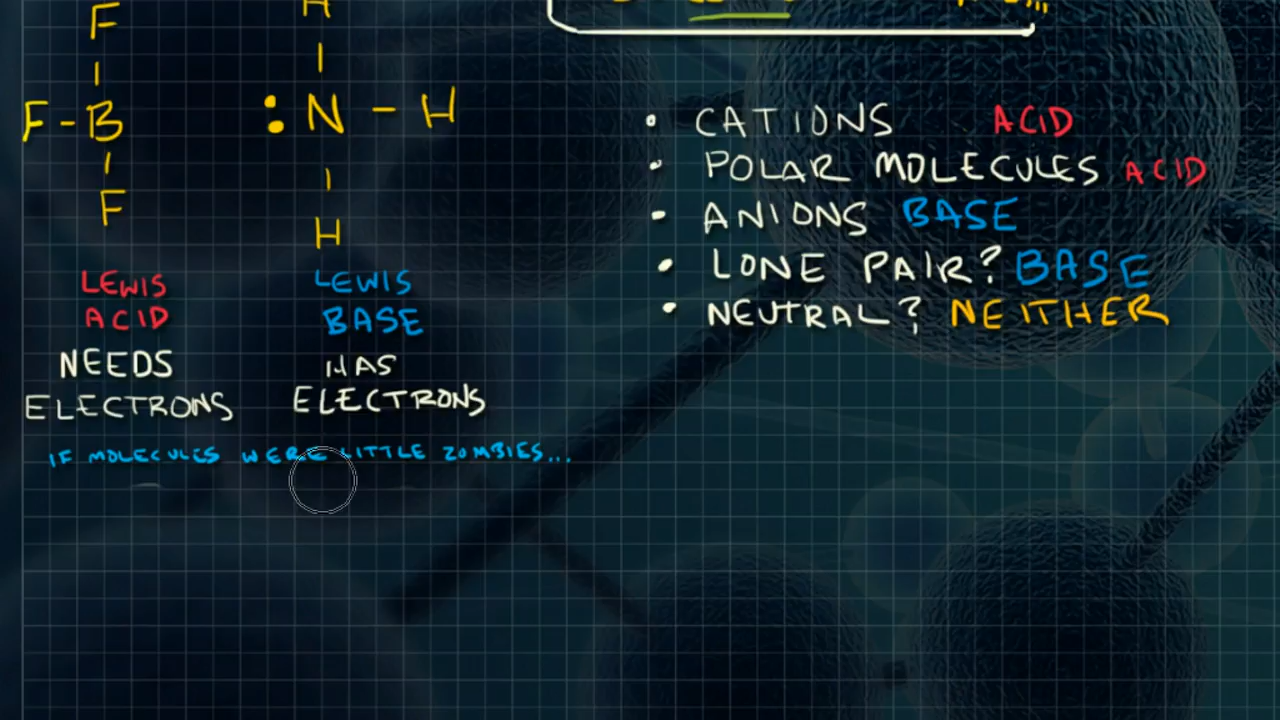 F
F-B
F
H
:N - H
H
LEWIS ACID
NEEDS ELECTRONS
LEWIS BASE
HAS ELECTRONS
IF MOLECULES WERE LITTLE ZOMBIES...
• CATIONS ACID
• POLAR MOLECULES ACID
• ANIONS BASE
• LONE PAIR? BASE
• NEUTRAL? NEITHER